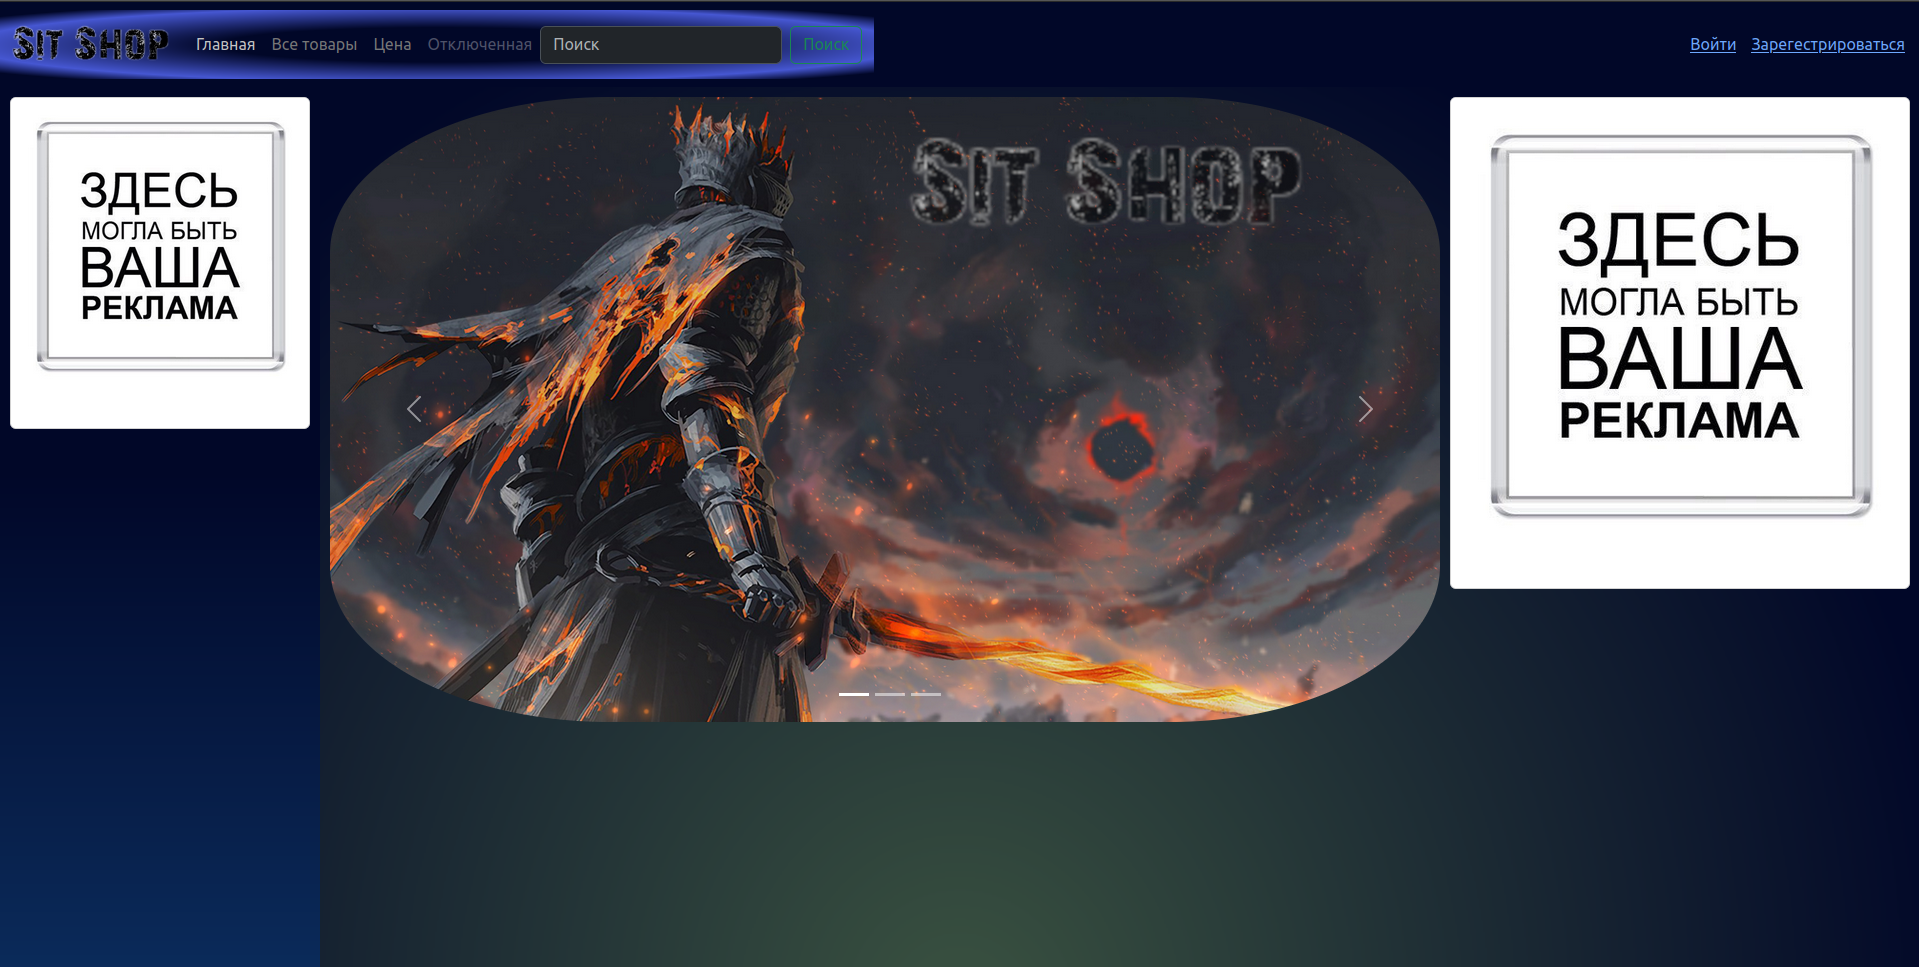 SIT SHOP
Главная Все товары Цена Отключенная Поиск Поиск
Войти Зарегестрироваться
ЗДЕСЬ
МОГЛА БЫТЬ
ВАША
РЕКЛАМА
SIT SHOP
ЗДЕСЬ
МОГЛА БЫТЬ
ВАША
РЕКЛАМА